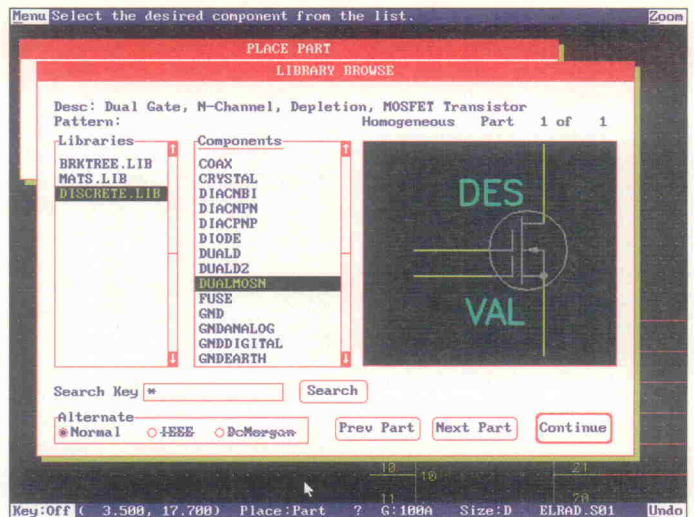 Menu Select the desired component from the list. Zoom
PLACE PART
LIBRARY BROWSE
Desc: Dual Gate, N-Channel, Depletion, MOSFET Transistor
Pattern: Homogeneous Part 1 of 1
Libraries
BRKTREE.LIB
MATS.LIB
DISCRETE.LIB
Components
COAX
CRYSTAL
DIACNBI
DIACNPN
DIACPNP
DIODE
DUALD
DUALD2
DUALMOSN
FUSE
GND
GNDANALOG
GNDDIGITAL
GNDEARTH
DES
VAL
Search Key * Search
Alternate
Normal IEEE DeMorgan
Prev Part Next Part Continue
18 19 21
11 20
Key:Off ( 3.500, 17.700) Place:Part ? G:100A Size:D ELRAD.S01 Undo